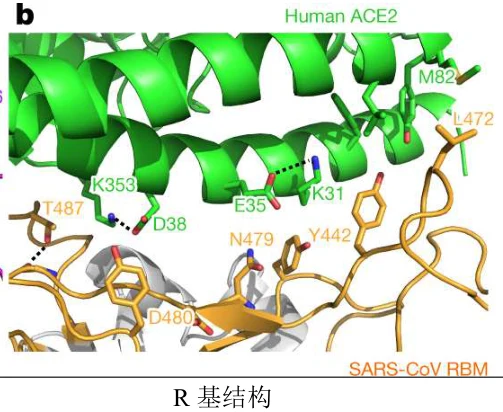 b
Human ACE2
M82
L472
K353
T487
D38
E35
K31
N479
Y442
D480
SARS-CoV RBM
R 基结构